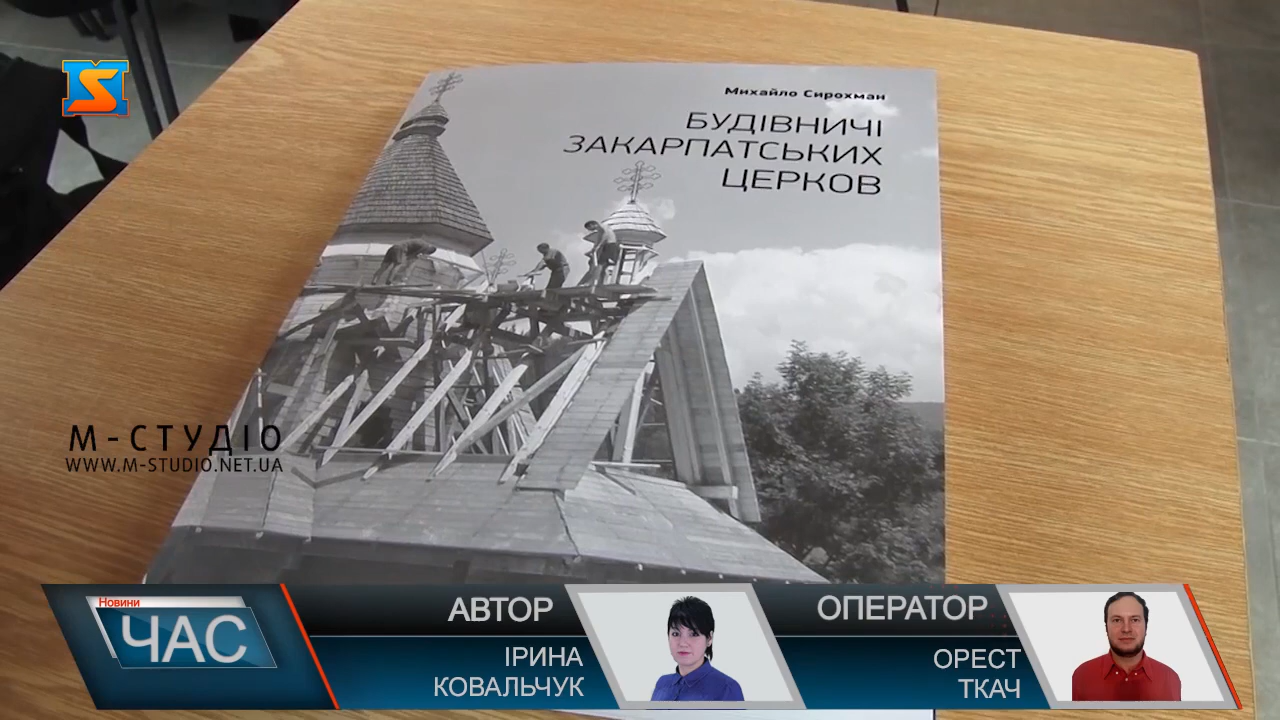 Михайло Сирохман
БУДІВНИЧІ
ЗАКАРПАТСЬКИХ
ЦЕРКОВ
М-СТУДІО
WWW.M-STUDIO.NET.UA
Новини
ЧАС
АВТОР
ІРИНА
КОВАЛЬЧУК
ОПЕРАТОР
ОРЕСТ
ТКАЧ